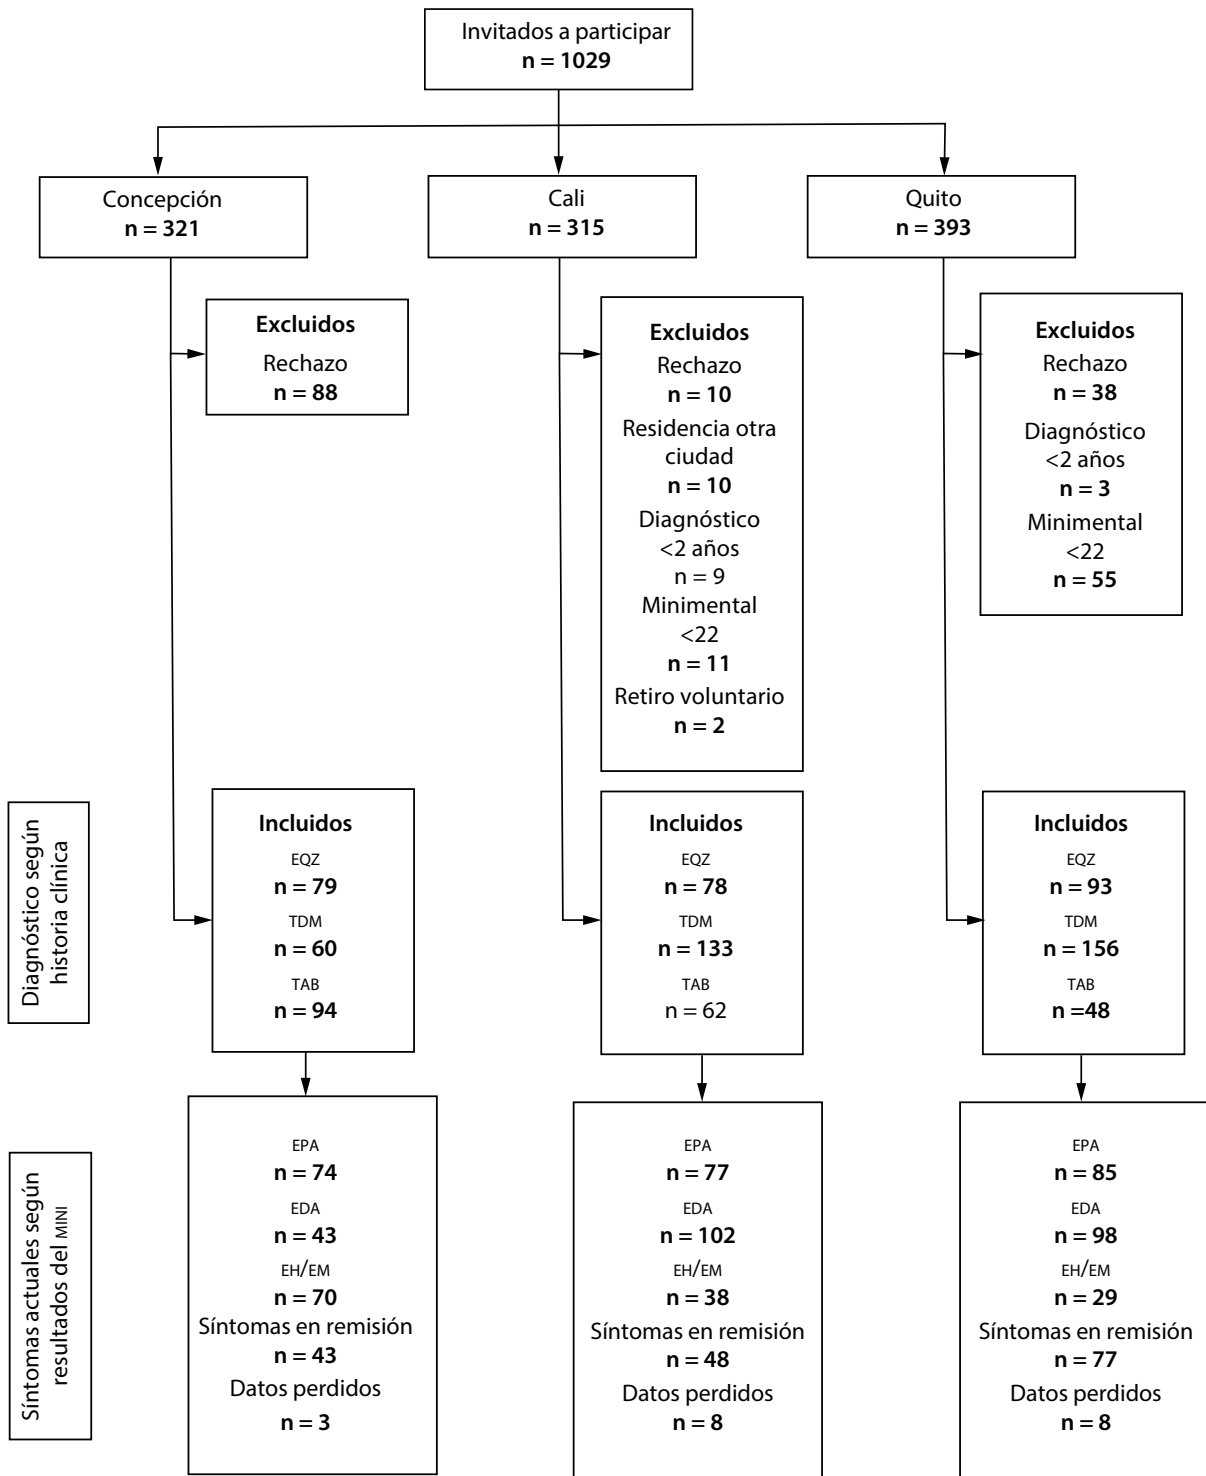 Invitados a participar
n = 1029
Concepción
n = 321
Cali
n = 315
Quito
n = 393
Excluidos
Rechazo
n = 88
Excluidos
Rechazo
n = 10
Residencia otra
ciudad
n = 10
Diagnóstico
<2 años
n = 9
Minimental
<22
n = 11
Retiro voluntario
n = 2
Excluidos
Rechazo
n = 38
Diagnóstico
<2 años
n = 3
Minimental
<22
n = 55
Diagnóstico según
historia clínica
Incluidos
EQZ
n = 79
TDM
n = 60
TAB
n = 94
Incluidos
EQZ
n = 78
TDM
n = 133
TAB
n = 62
Incluidos
EQZ
n = 93
TDM
n = 156
TAB
n =48
Síntomas actuales según
resultados del MINI
EPA
n = 74
EDA
n = 43
EH/EM
n = 70
Síntomas en remisión
n = 43
Datos perdidos
n = 3
EPA
n = 77
EDA
n = 102
EH/EM
n = 38
Síntomas en remisión
n = 48
Datos perdidos
n = 8
EPA
n = 85
EDA
n = 98
EH/EM
n = 29
Síntomas en remisión
n = 77
Datos perdidos
n = 8